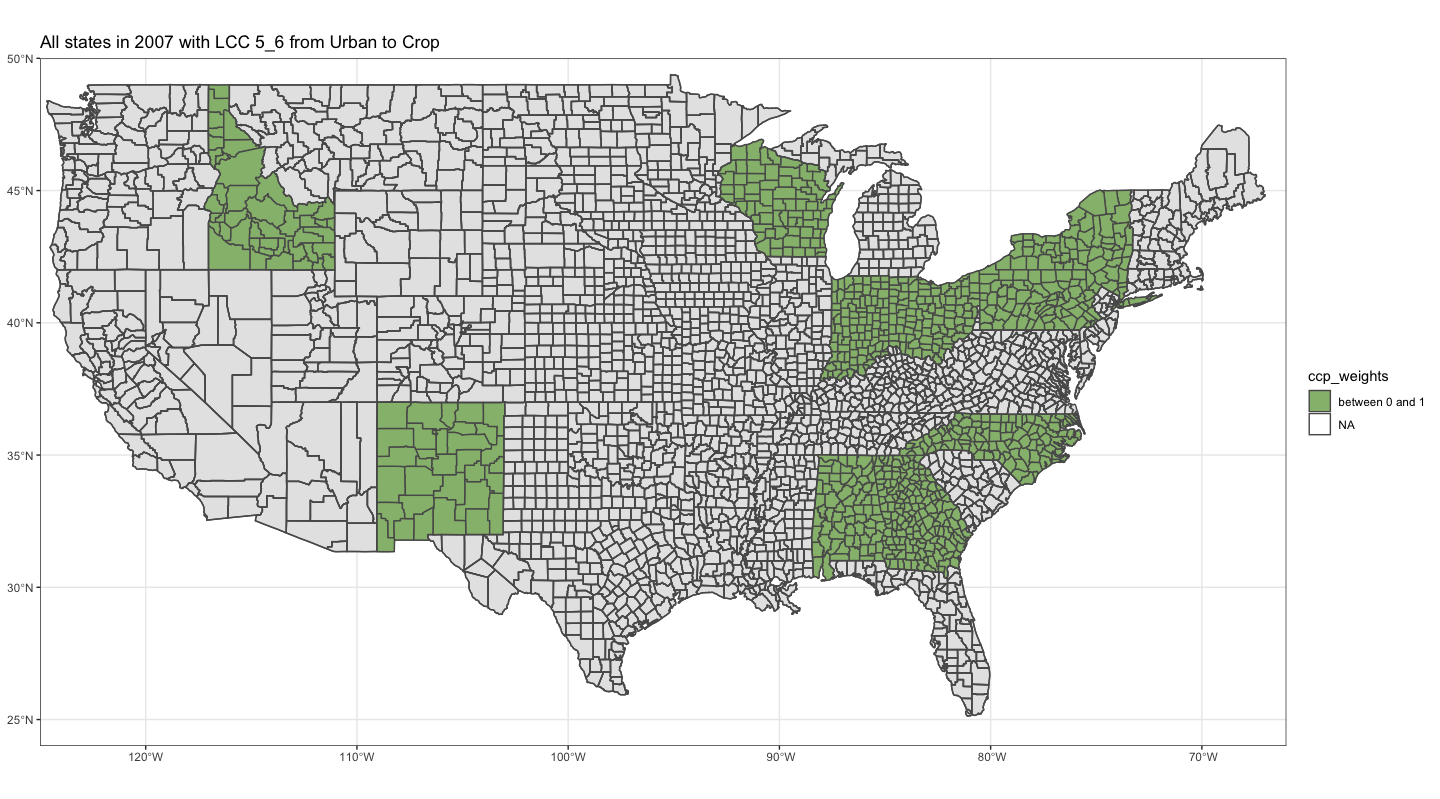 All states in 2007 with LCC 5_6 from Urban to Crop
50°N
45°N
40°N
35°N
30°N
25°N
120°W
110°W
100°W
90°W
80°W
70°W
ccp_weights
between 0 and 1
NA